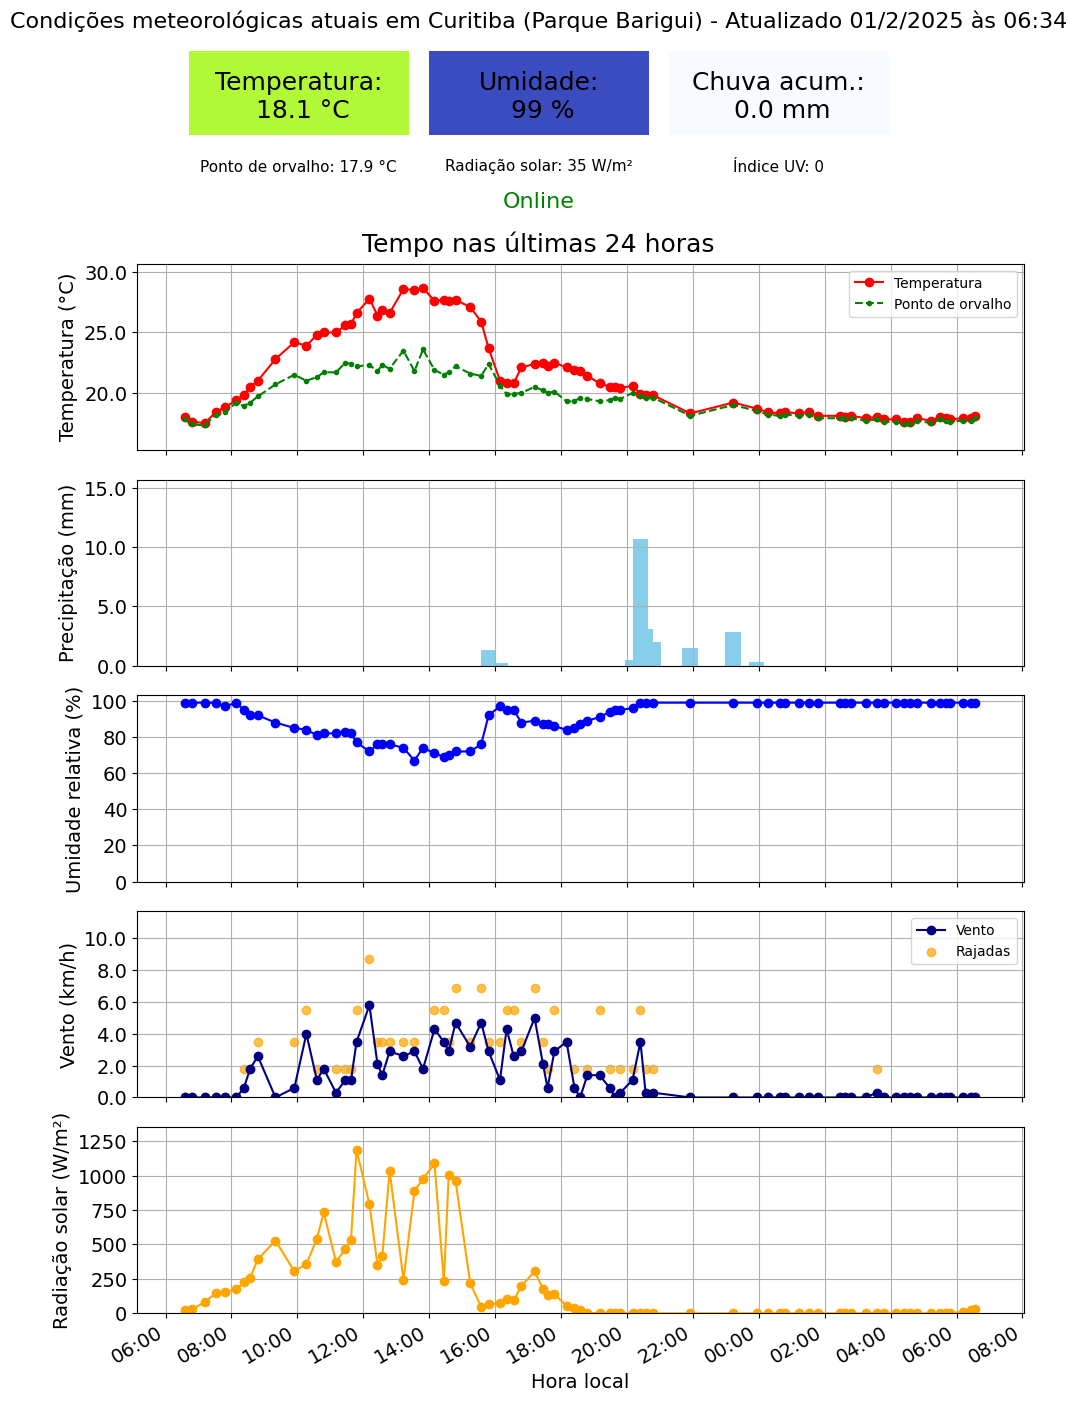 Condições meteorológicas atuais em Curitiba (Parque Barigui) - Atualizado 01/2/2025 às 06:34
Temperatura:
18.1 °C
Umidade:
99 %
Chuva acum.:
0.0 mm
Ponto de orvalho: 17.9 °C
Radiação solar: 35 W/m²
Índice UV: 0
Online
Tempo nas últimas 24 horas
Temperatura (°C)
30.0
25.0
20.0
Temperatura
Ponto de orvalho
Precipitação (mm)
15.0
10.0
5.0
0.0
Umidade relativa (%)
100
80
60
40
20
0
Vento (km/h)
10.0
8.0
6.0
4.0
2.0
0.0
Vento
Rajadas
Radiação solar (W/m²)
1250
1000
750
500
250
0
06:00
08:00
10:00
12:00
14:00
16:00
18:00
20:00
22:00
00:00
02:00
04:00
06:00
08:00
Hora local